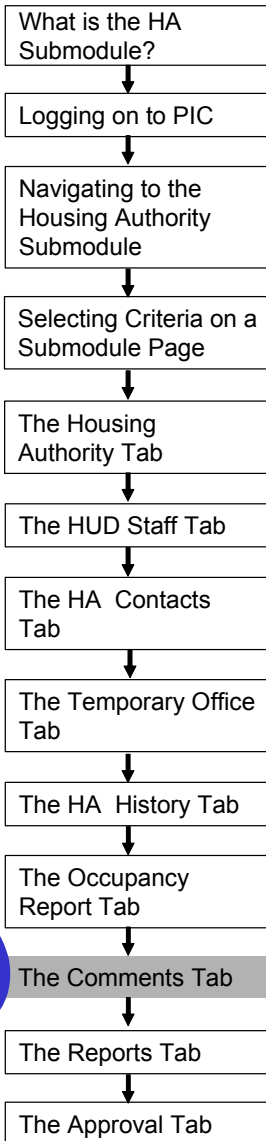 What is the HA
Submodule?
Logging on to PIC
Navigating to the
Housing Authority
Submodule
Selecting Criteria on a
Submodule Page
The Housing
Authority Tab
The HUD Staff Tab
The HA Contacts
Tab
The Temporary Office
Tab
The HA History Tab
The Occupancy
Report Tab
The Comments Tab
The Reports Tab
The Approval Tab